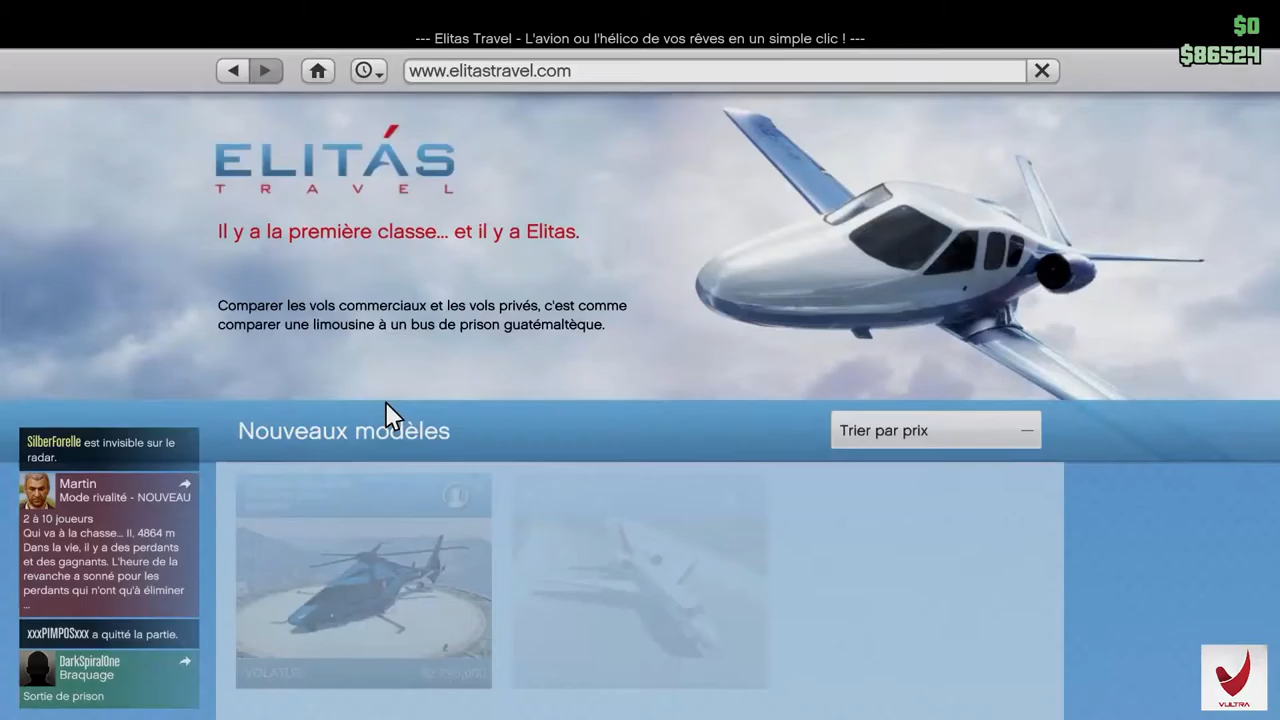 --- Elitas Travel - L'avion ou l'hélico de vos rêves en un simple clic ! ---
$0
$86524
www.elitastravel.com
ELITÁS
TRAVEL
Il y a la première classe... et il y a Elitas.
Comparer les vols commerciaux et les vols privés, c'est comme
comparer une limousine à un bus de prison guatémaltèque.
Nouveaux modèles
Trier par prix
SilberForelle est invisible sur le
radar.
Martin
Mode rivalité - NOUVEAU
2 à 10 joueurs
Qui va à la chasse... II, 4864 m
Dans la vie, il y a des perdants
et des gagnants. L'heure de la
revanche a sonné pour les
perdants qui n'ont qu'à éliminer
...
xxxPIMPOSxxx a quitté la partie.
DarkSpiralOne
Braquage
Sortie de prison
VOLATUS
VULTRA